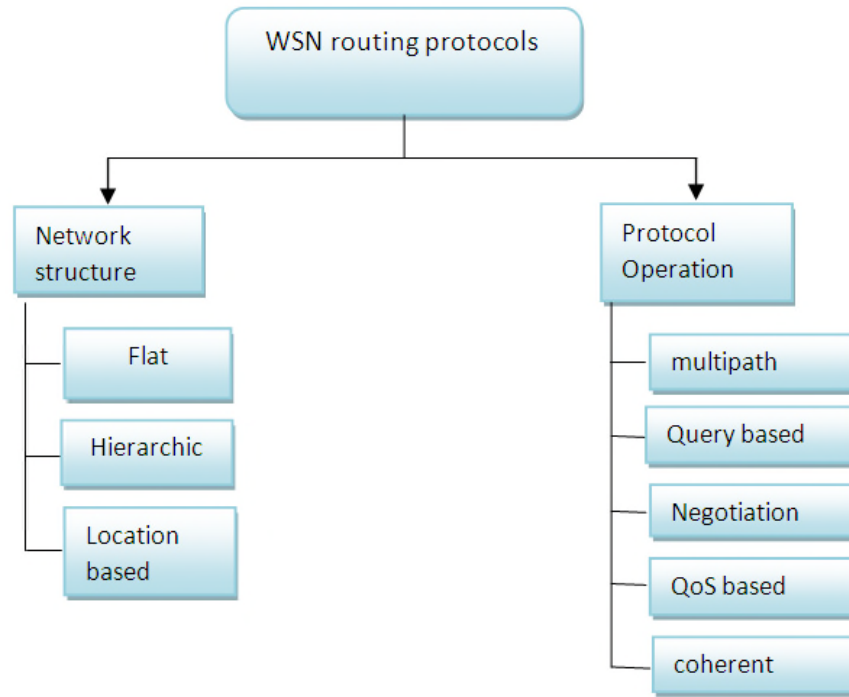 WSN routing protocols
Network
structure
Flat
Hierarchic
Location
based
Protocol
Operation
multipath
Query based
Negotiation
QoS based
coherent